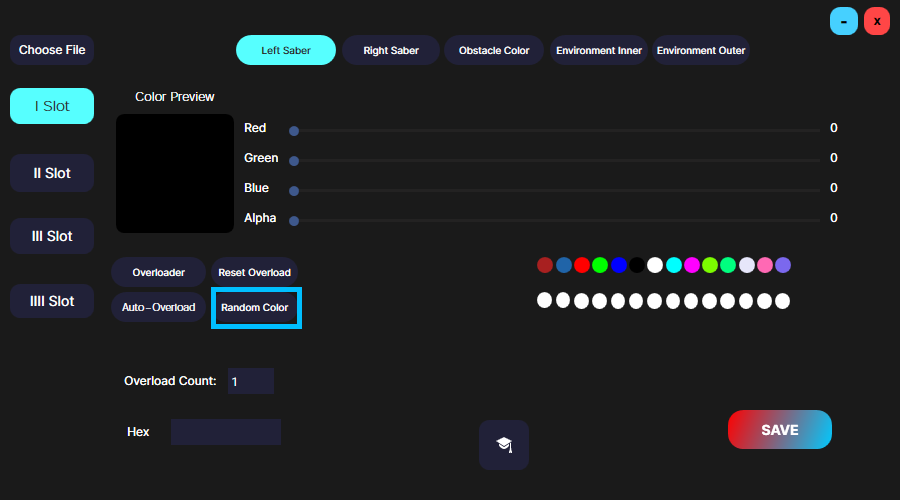 - x
Choose File
Left Saber Right Saber Obstacle Color Environment Inner Environment Outer
Color Preview
I Slot
II Slot
III Slot
IIII Slot
Red 0
Green 0
Blue 0
Alpha 0
Overloader Reset Overload
Auto-Overload Random Color
Overload Count: 1
Hex
SAVE